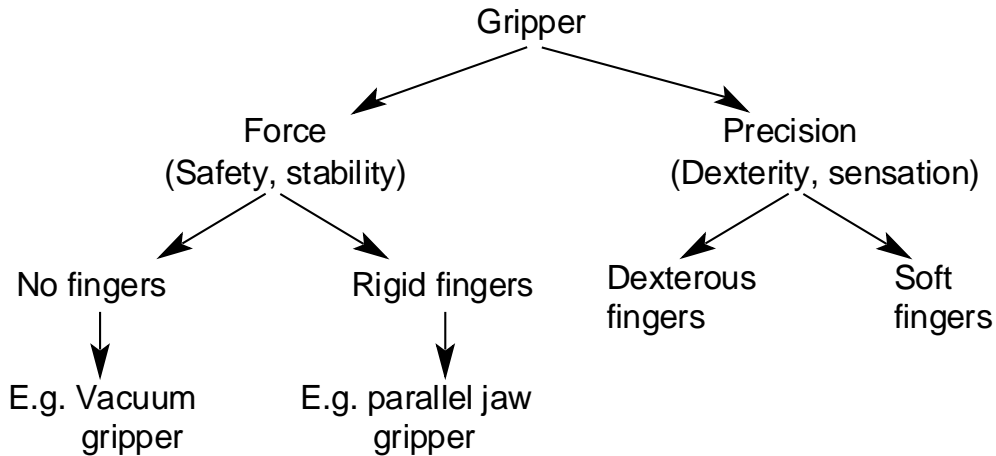 Gripper
Force
(Safety, stability)
Precision
(Dexterity, sensation)
No fingers
Rigid fingers
Dexterous
fingers
Soft
fingers
E.g. Vacuum
gripper
E.g. parallel jaw
gripper